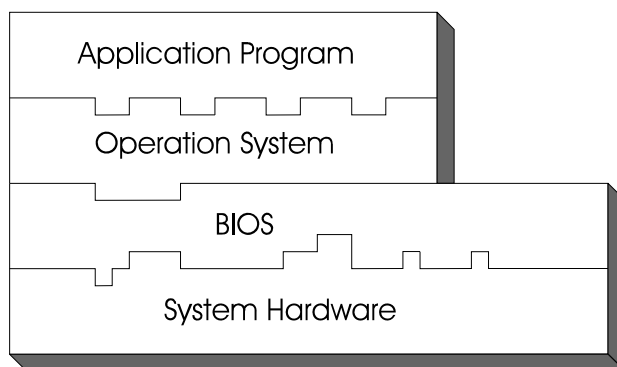 Application Program
Operation System
BIOS
System Hardware